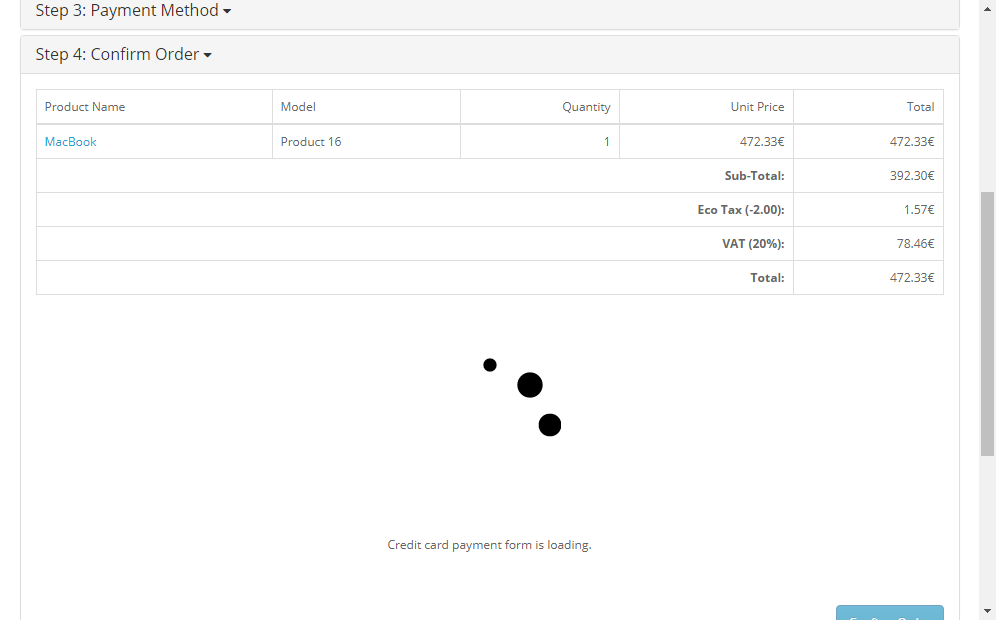 Step 3: Payment Method
Step 4: Confirm Order
Product Name Model Quantity Unit Price Total
MacBook Product 16 1 472.33€ 472.33€
Sub-Total: 392.30€
Eco Tax (-2.00): 1.57€
VAT (20%): 78.46€
Total: 472.33€
Credit card payment form is loading.